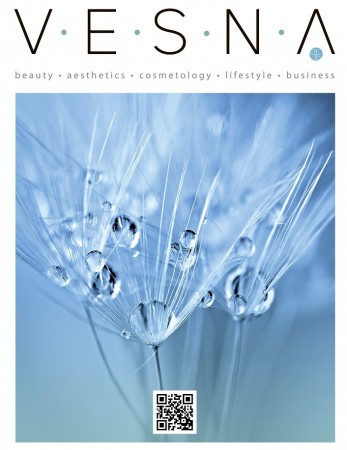 V·E·S·N·A
beauty • aesthetics • cosmetology • lifestyle • business